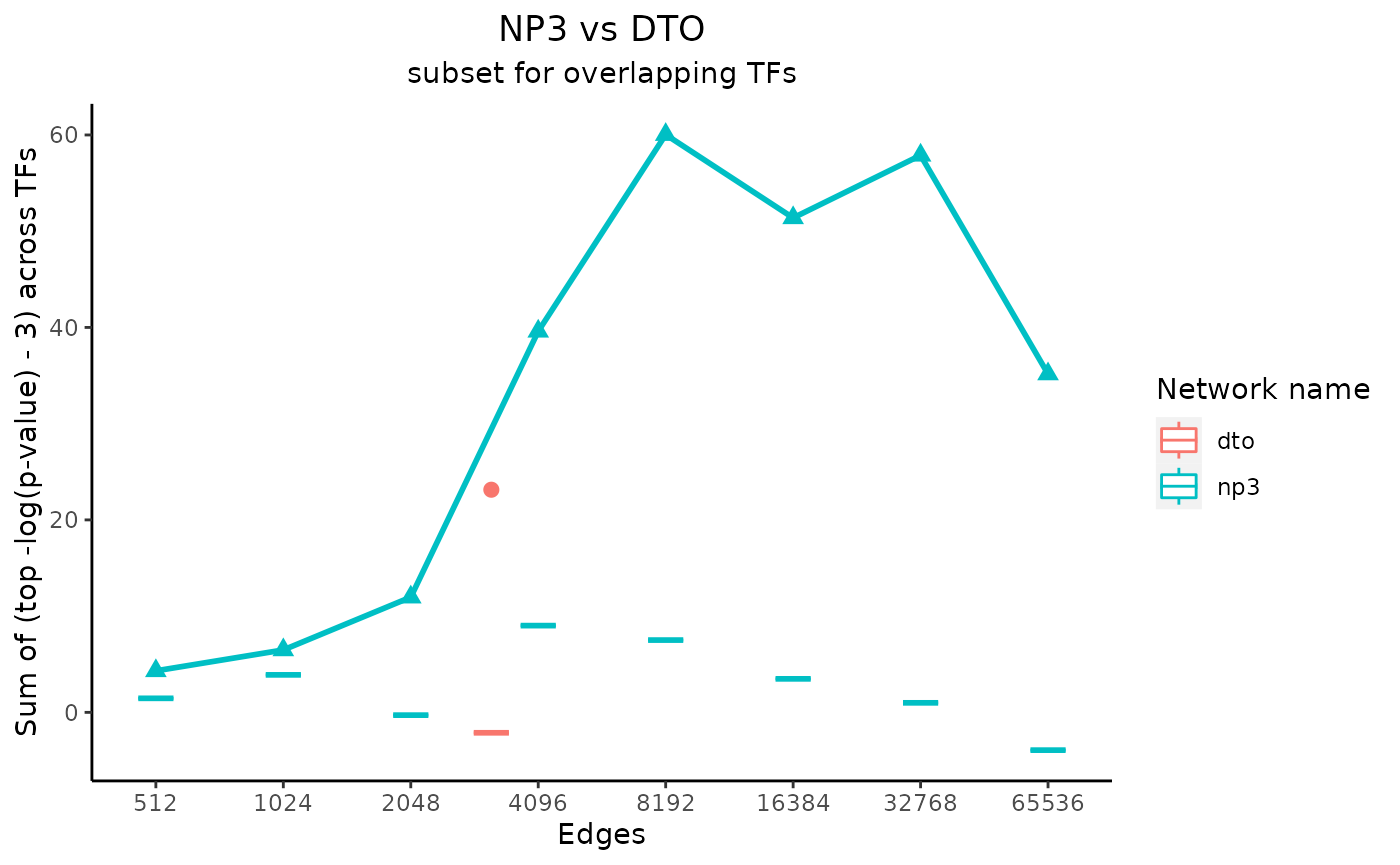 NP3 vs DTO
subset for overlapping TFs
Sum of (top -log(p-value) - 3) across TFs
60
40
20
0
512 1024 2048 4096 8192 16384 32768 65536
Edges
Network name
dto
np3